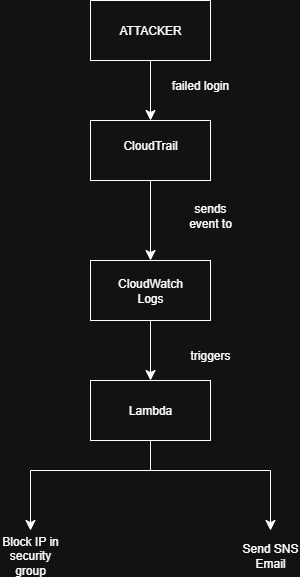 ATTACKER
failed login
CloudTrail
sends
event to
CloudWatch
Logs
triggers
Lambda
Block IP in
security
group
Send SNS
Email